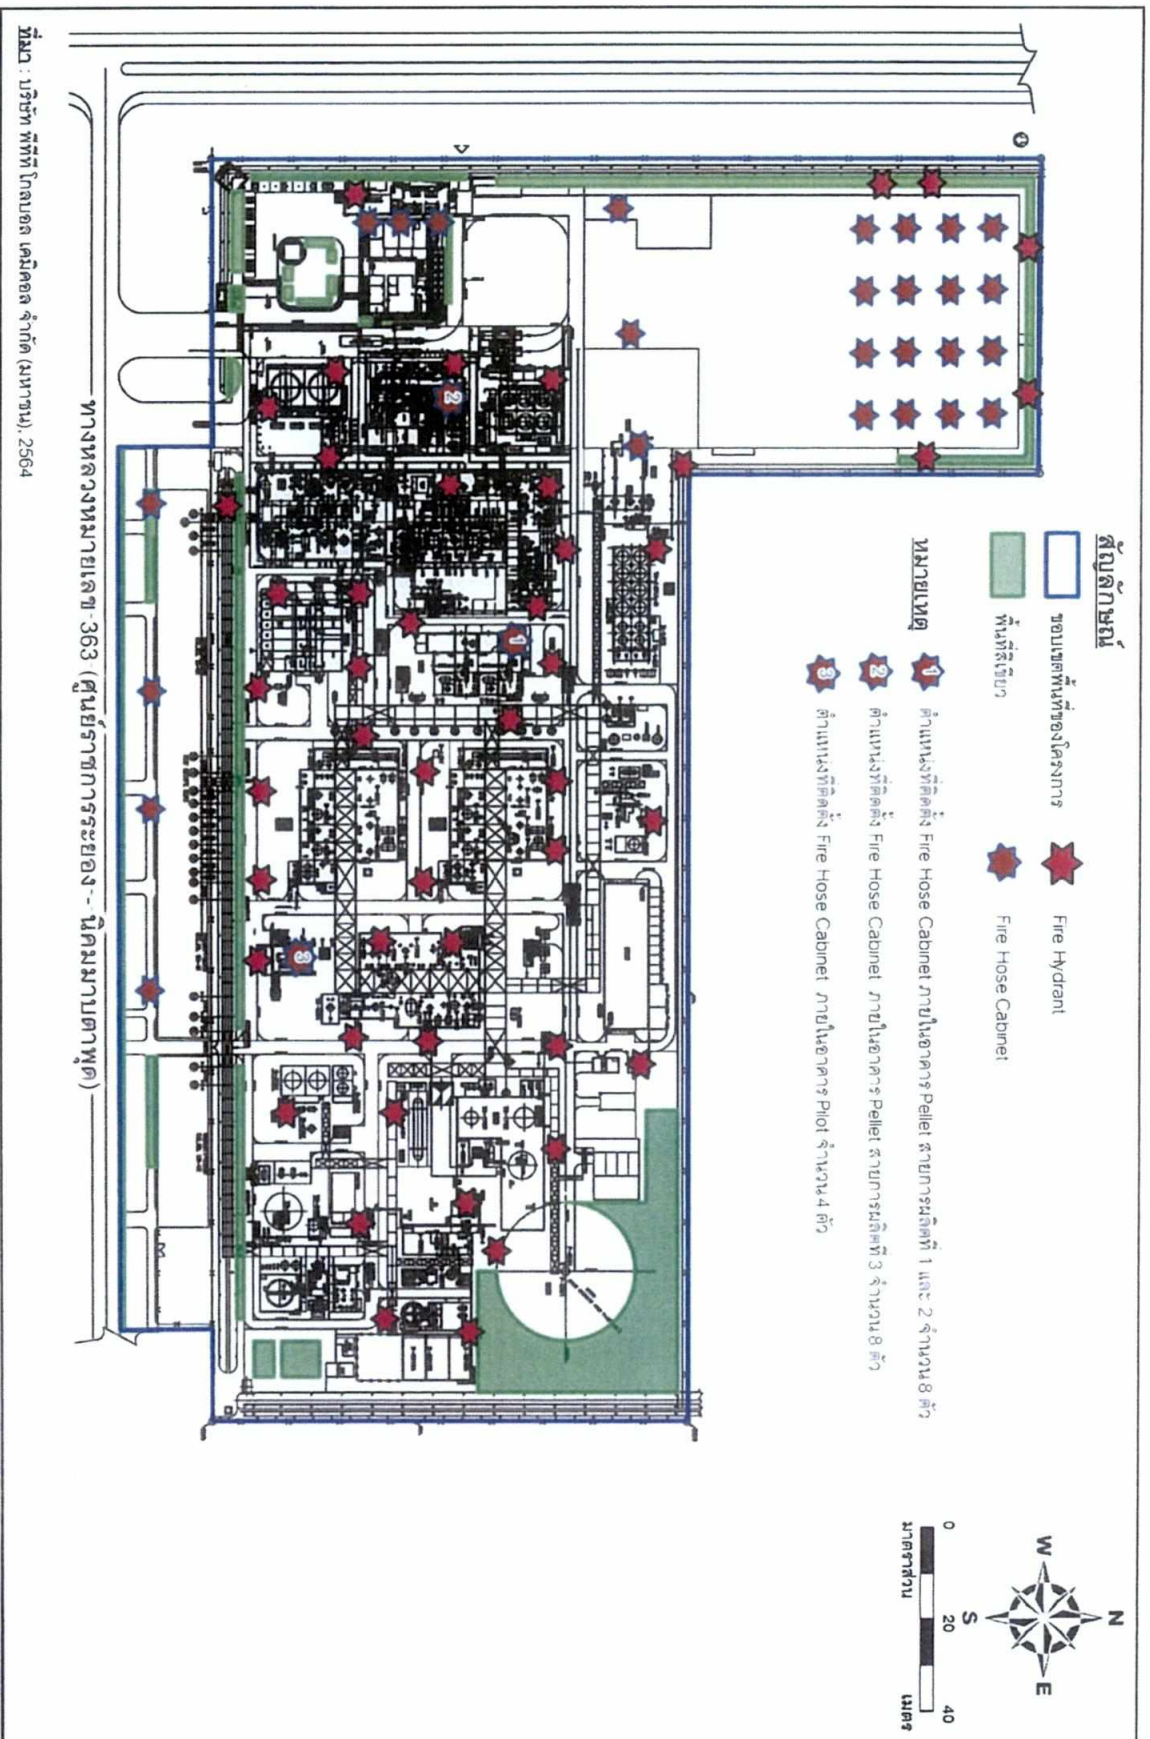 สัญลักษณ์
ขอบเขตพื้นที่ของโครงการ
Fire Hydrant
พื้นที่สีเขียว
Fire Hose Cabinet
หมายเหตุ
1 ตำแหน่งที่ติดตั้ง Fire Hose Cabinet ภายในอาคาร Pellet สายการผลิตที่ 1 และ 2 จำนวน 8 ตัว
2 ตำแหน่งที่ติดตั้ง Fire Hose Cabinet ภายในอาคาร Pellet สายการผลิตที่ 3 จำนวน 8 ตัว
3 ตำแหน่งที่ติดตั้ง Fire Hose Cabinet ภายในอาคาร Pilot จำนวน 4 ตัว
N
W
E
S
0 20 40
มาตราส่วน เมตร
2
1
3
ทางหลวงหมายเลข 363 (ศูนย์ราชการระยอง - นิคมมาบตาพุด)
ที่มา : บริษัท พีทีที โกลบอล เคมิคอล จำกัด (มหาชน), 2564